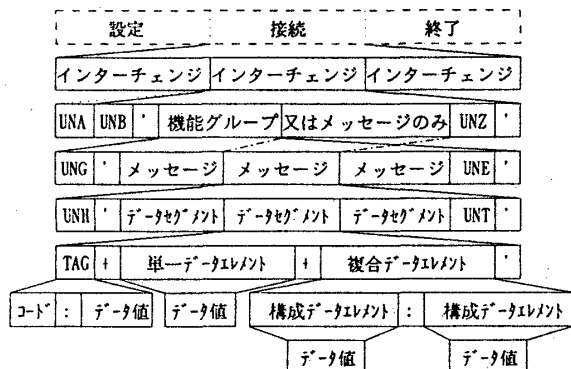 設定 接続 終了
インターチェンジ インターチェンジ インターチェンジ
UNA UNB ' 機能グループ 又はメッセージのみ UNZ '
UNG ' メッセージ メッセージ メッセージ UNE '
UNH ' データセグメント データセグメント データセグメント UNT '
TAG + 単一データエレメント + 複合データエレメント '
コード : データ値 データ値 構成データエレメント : 構成データエレメント
データ値 データ値